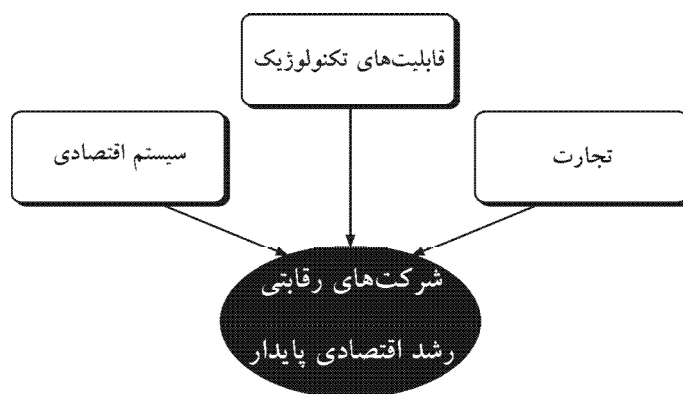 قابلیت‌های تکنولوژیک
تجارت
سیستم اقتصادی
شرکت‌های رقابتی
رشد اقتصادی پایدار